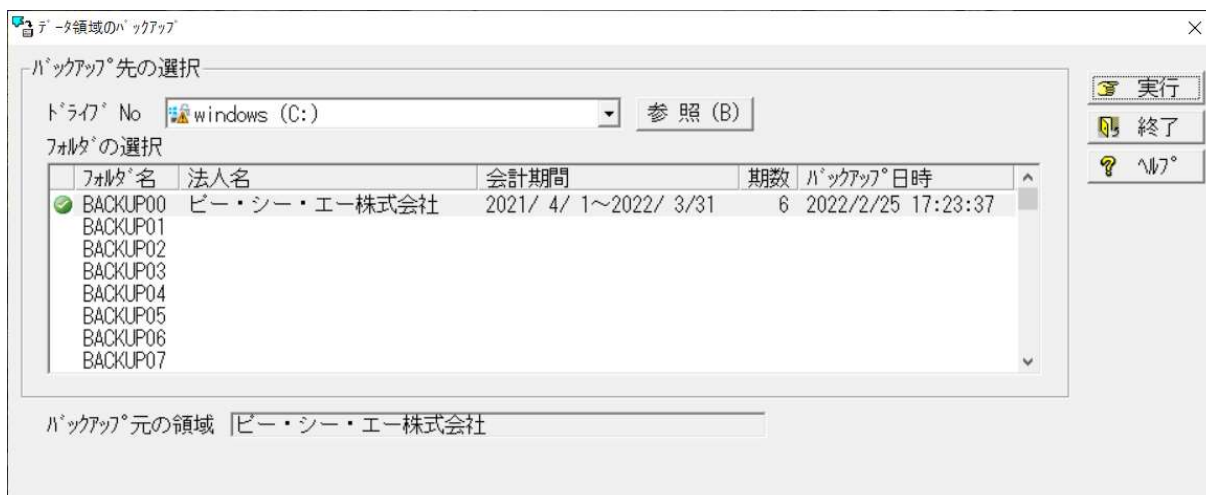 ﾃﾞｰﾀ領域のﾊﾞｯｸｱｯﾌﾟ
ﾊﾞｯｸｱｯﾌﾟ先の選択
ﾄﾞﾗｲﾌﾞ No windows (C:) 参 照 (B)
実行
終了
ﾍﾙﾌﾟ
ﾌｫﾙﾀﾞの選択
ﾌｫﾙﾀﾞ名 法人名 会計期間 期数 ﾊﾞｯｸｱｯﾌﾟ日時
BACKUP00 ピー・シー・エー株式会社 2021/ 4/ 1～2022/ 3/31 6 2022/2/25 17:23:37
BACKUP01
BACKUP02
BACKUP03
BACKUP04
BACKUP05
BACKUP06
BACKUP07
ﾊﾞｯｸｱｯﾌﾟ元の領域 ピー・シー・エー株式会社